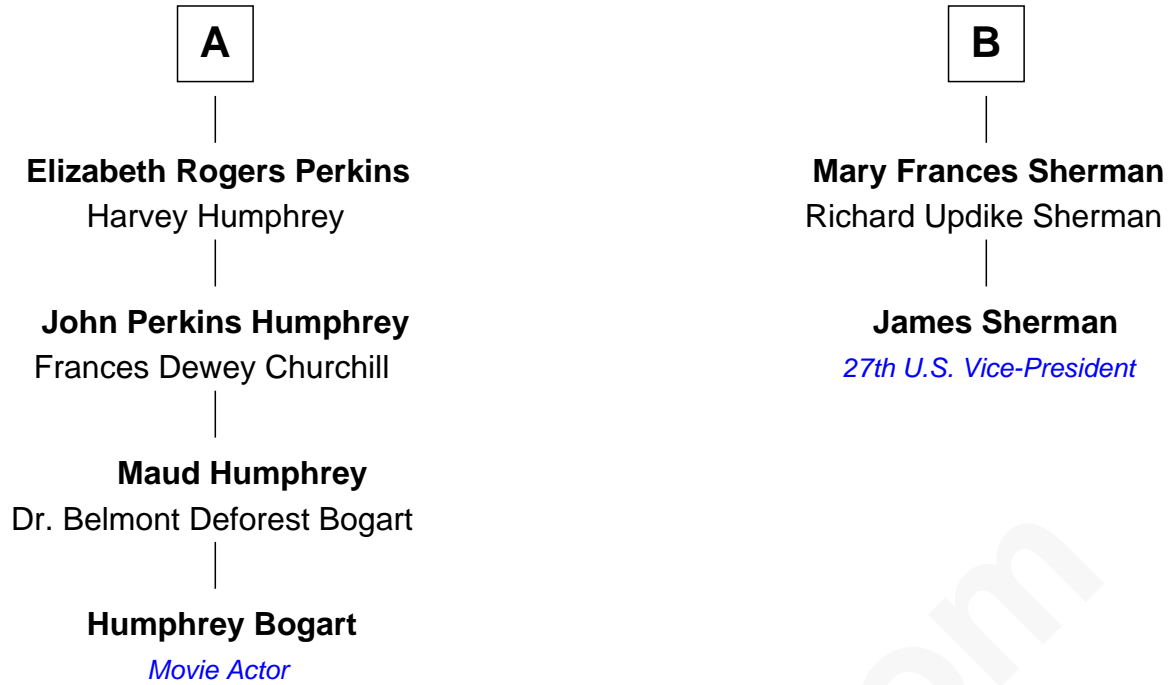 A
Elizabeth Rogers Perkins
Harvey Humphrey
John Perkins Humphrey
Frances Dewey Churchill
Maud Humphrey
Dr. Belmont Deforest Bogart
Humphrey Bogart
Movie Actor
B
Mary Frances Sherman
Richard Updike Sherman
James Sherman
27th U.S. Vice-President
om